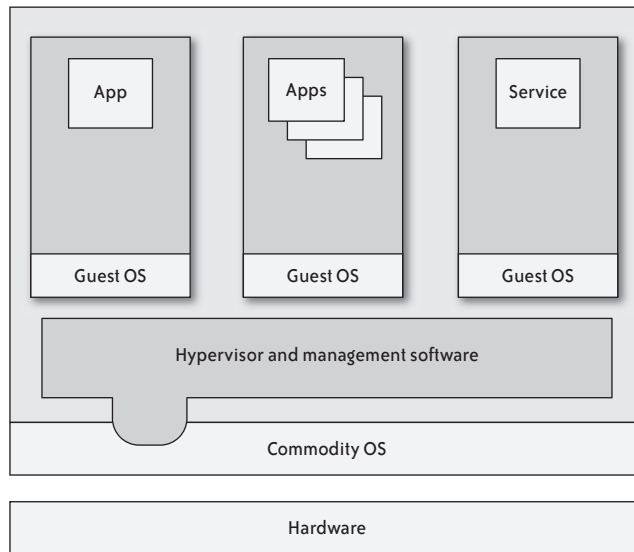 App
Apps
Service
Guest OS
Guest OS
Guest OS
Hypervisor and management software
Commodity OS
Hardware